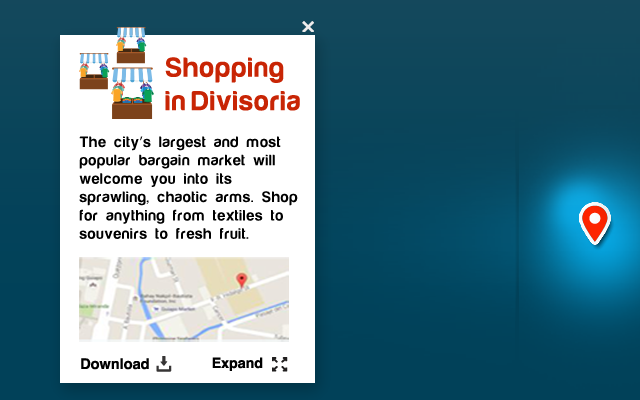 Shopping
in Divisoria
The city's largest and most
popular bargain market will
welcome you into its
sprawling, chaotic arms. Shop
for anything from textiles to
souvenirs to fresh fruit.
Download
Expand